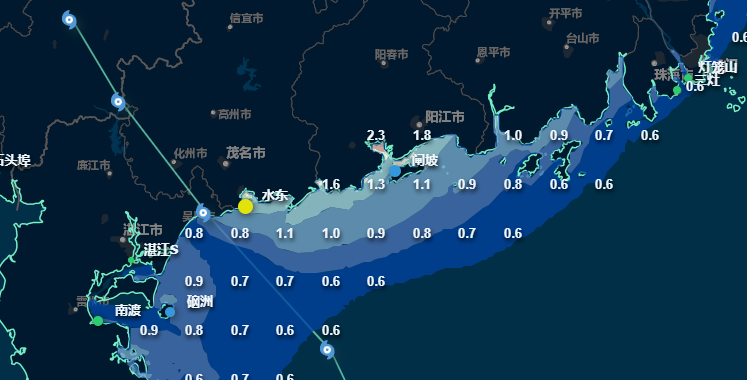 信宜市
开平市
台山市
恩平市
阳春市
0.6
灯笼山
珠海
三灶
0.6
高州市
阳江市
2.3 1.8 1.0 0.9 0.7 0.6
化州市
茂名市
石头埠
廉江市
闸坡
水东
1.6 1.3 1.1 0.9 0.8 0.6 0.6
吴
湛江市
0.8 0.8 1.1 1.0 0.9 0.8 0.7 0.6
湛江S
0.9 0.7 0.7 0.6 0.6
硇洲
南渡
0.9 0.8 0.7 0.6 0.6
0.6 0.7 0.6